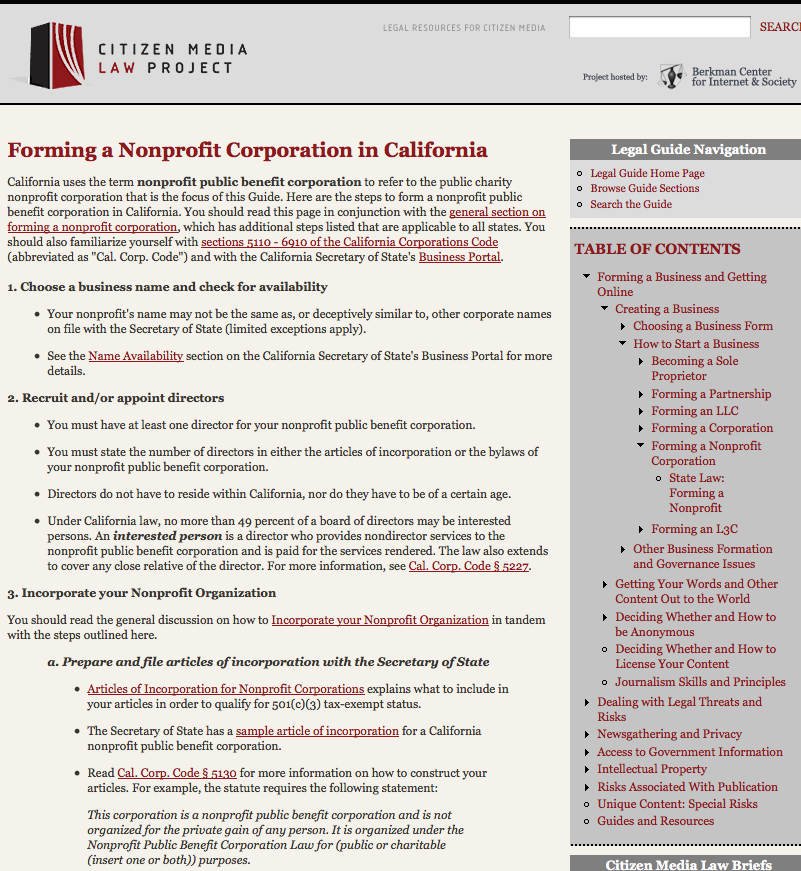 LEGAL RESOURCES FOR CITIZEN MEDIA
SEARC
CITIZEN MEDIA
LAW PROJECT
Project hosted by:
Berkman Center
for Internet & Society
Forming a Nonprofit Corporation in California
California uses the term nonprofit public benefit corporation to refer to the public charity
nonprofit corporation that is the focus of this Guide. Here are the steps to form a nonprofit public
benefit corporation in California. You should read this page in conjunction with the general section on
forming a nonprofit corporation, which has additional steps listed that are applicable to all states. You
should also familiarize yourself with sections 5110 - 6910 of the California Corporations Code
(abbreviated as "Cal. Corp. Code") and with the California Secretary of State's Business Portal.
1. Choose a business name and check for availability
• Your nonprofit's name may not be the same as, or deceptively similar to, other corporate names
on file with the Secretary of State (limited exceptions apply).
• See the Name Availability section on the California Secretary of State's Business Portal for more
details.
2. Recruit and/or appoint directors
• You must have at least one director for your nonprofit public benefit corporation.
• You must state the number of directors in either the articles of incorporation or the bylaws of
your nonprofit public benefit corporation.
• Directors do not have to reside within California, nor do they have to be of a certain age.
• Under California law, no more than 49 percent of a board of directors may be interested
persons. An interested person is a director who provides nondirector services to the
nonprofit public benefit corporation and is paid for the services rendered. The law also extends
to cover any close relative of the director. For more information, see Cal. Corp. Code § 5227.
3. Incorporate your Nonprofit Organization
You should read the general discussion on how to Incorporate your Nonprofit Organization in tandem
with the steps outlined here.
a. Prepare and file articles of incorporation with the Secretary of State
• Articles of Incorporation for Nonprofit Corporations explains what to include in
your articles in order to qualify for 501(c)(3) tax-exempt status.
• The Secretary of State has a sample article of incorporation for a California
nonprofit public benefit corporation.
• Read Cal. Corp. Code § 5130 for more information on how to construct your
articles. For example, the statute requires the following statement:
This corporation is a nonprofit public benefit corporation and is not
organized for the private gain of any person. It is organized under the
Nonprofit Public Benefit Corporation Law for (public or charitable
(insert one or both)) purposes.
Legal Guide Navigation
Legal Guide Home Page
Browse Guide Sections
Search the Guide
TABLE OF CONTENTS
Forming a Business and Getting
Online
Creating a Business
Choosing a Business Form
How to Start a Business
Becoming a Sole
Proprietor
Forming a Partnership
Forming an LLC
Forming a Corporation
Forming a Nonprofit
Corporation
State Law:
Forming a
Nonprofit
Forming an L3C
Other Business Formation
and Governance Issues
Getting Your Words and Other
Content Out to the World
Deciding Whether and How to
be Anonymous
Deciding Whether and How to
License Your Content
Journalism Skills and Principles
Dealing with Legal Threats and
Risks
Newsgathering and Privacy
Access to Government Information
Intellectual Property
Risks Associated With Publication
Unique Content: Special Risks
Guides and Resources
Citizen Media Law Briefs